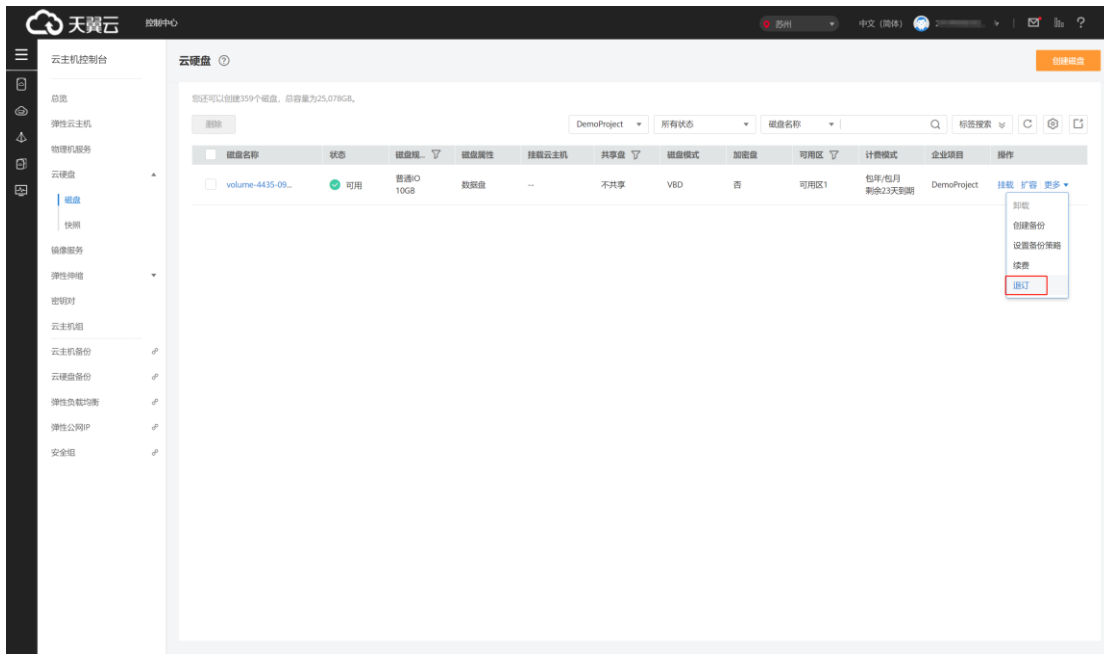 天翼云 控制中心 苏州 中文（简体） ?
云主机控制台
总览
弹性云主机
物理机服务
云硬盘
磁盘
快照
镜像服务
弹性伸缩
密钥对
云主机组
云主机备份
云硬盘备份
弹性负载均衡
弹性公网IP
安全组
云硬盘 ? 创建磁盘
您还可以创建359个磁盘，总容量为25,078GB。
删除 DemoProject 所有状态 磁盘名称 标签搜索
磁盘名称 状态 磁盘规... 磁盘属性 挂载云主机 共享盘 磁盘模式 加密盘 可用区 计费模式 企业项目 操作
volume-4435-09... 可用 普通IO 数据盘 -- 不共享 VBD 否 可用区1 包年/包月 DemoProject 挂载 扩容 更多
10GB 剩余23天到期
卸载
创建备份
设置备份策略
续费
退订